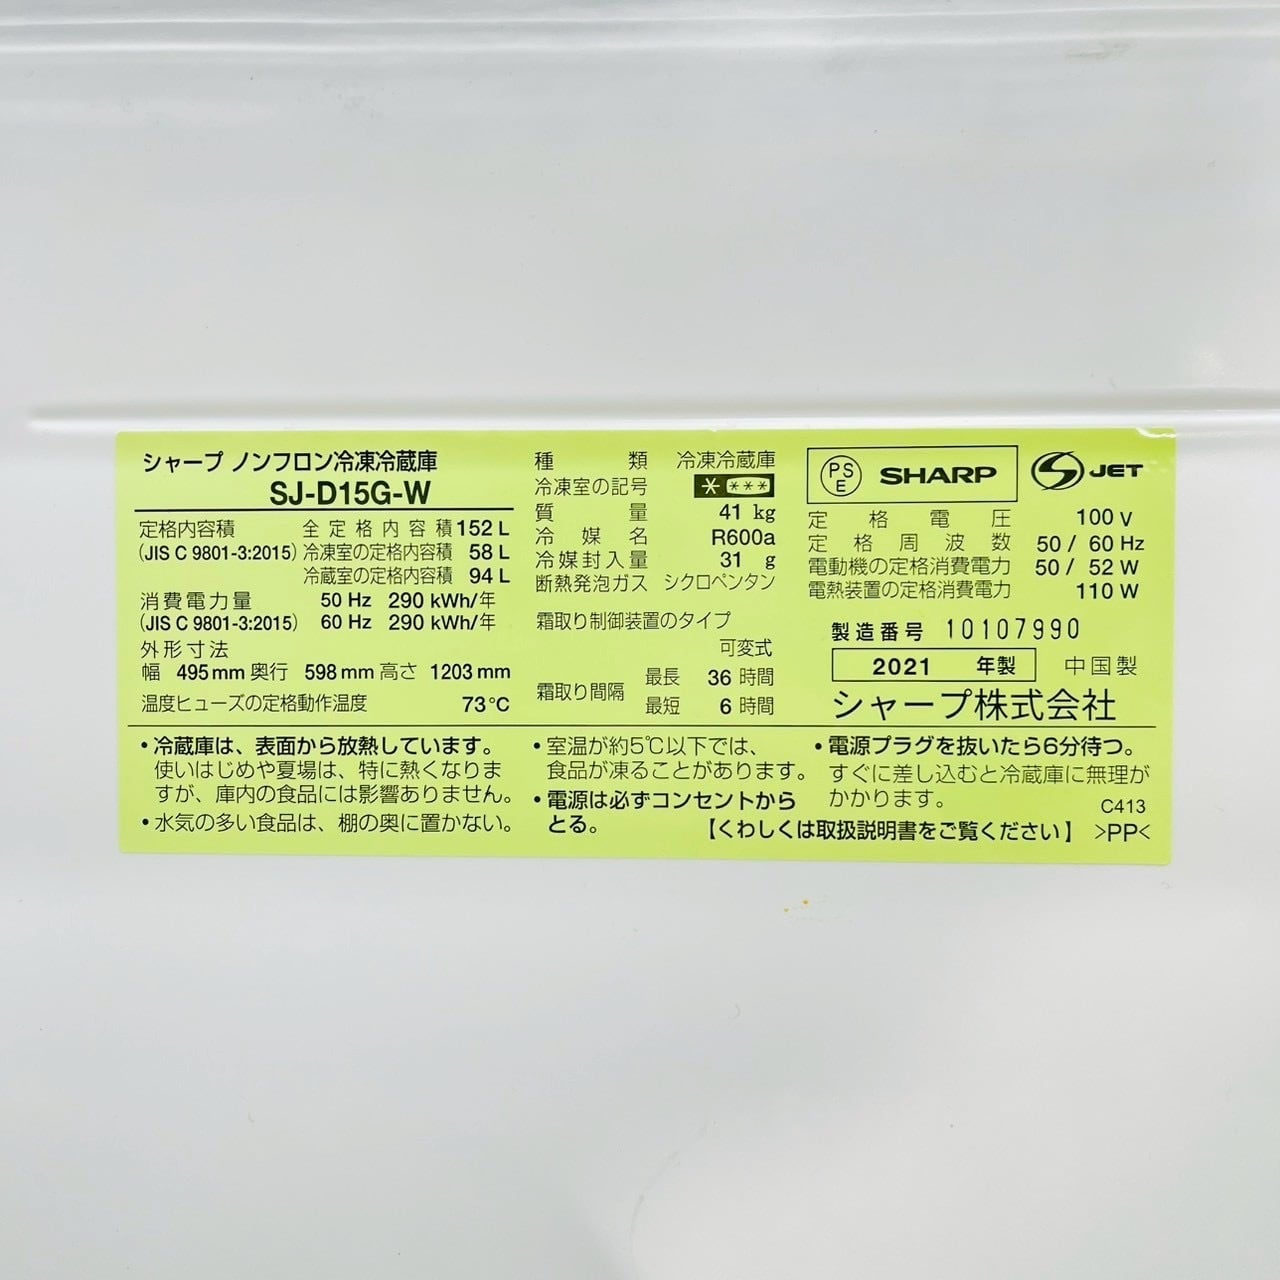 シャープ ノンフロン冷凍冷蔵庫
SJ-D15G-W
定格内容積 全定格内容積 152 L
(JIS C 9801-3:2015) 冷凍室の定格内容積 58 L
冷蔵室の定格内容積 94 L
消費電力量 50 Hz 290 kWh/年
(JIS C 9801-3:2015) 60 Hz 290 kWh/年
外形寸法
幅 495 mm 奥行 598 mm 高さ 1203 mm
温度ヒューズの定格動作温度 73℃
種類 冷凍冷蔵庫
冷凍室の記号 * ***
質量 41 kg
冷媒名 R600a
冷媒封入量 31 g
断熱発泡ガス シクロペンタン
霜取り制御装置のタイプ
可変式
霜取り間隔 最長 36 時間
最短 6 時間
PS
E
SHARP
S JET
定格電圧 100 V
定格周波数 50 / 60 Hz
電動機の定格消費電力 50 / 52 W
電熱装置の定格消費電力 110 W
製造番号 10107990
2021 年製 中国製
シャープ株式会社
・冷蔵庫は、表面から放熱しています。
使いはじめや夏場は、特に熱くなりま
すが、庫内の食品には影響ありません。
・水気の多い食品は、棚の奥に置かない。
・室温が約5℃以下では、
食品が凍ることがあります。
・電源は必ずコンセントから
とる。
・電源プラグを抜いたら6分待つ。
すぐに差し込むと冷蔵庫に無理が
かかります。 C413
【くわしくは取扱説明書をご覧ください】 >PP<